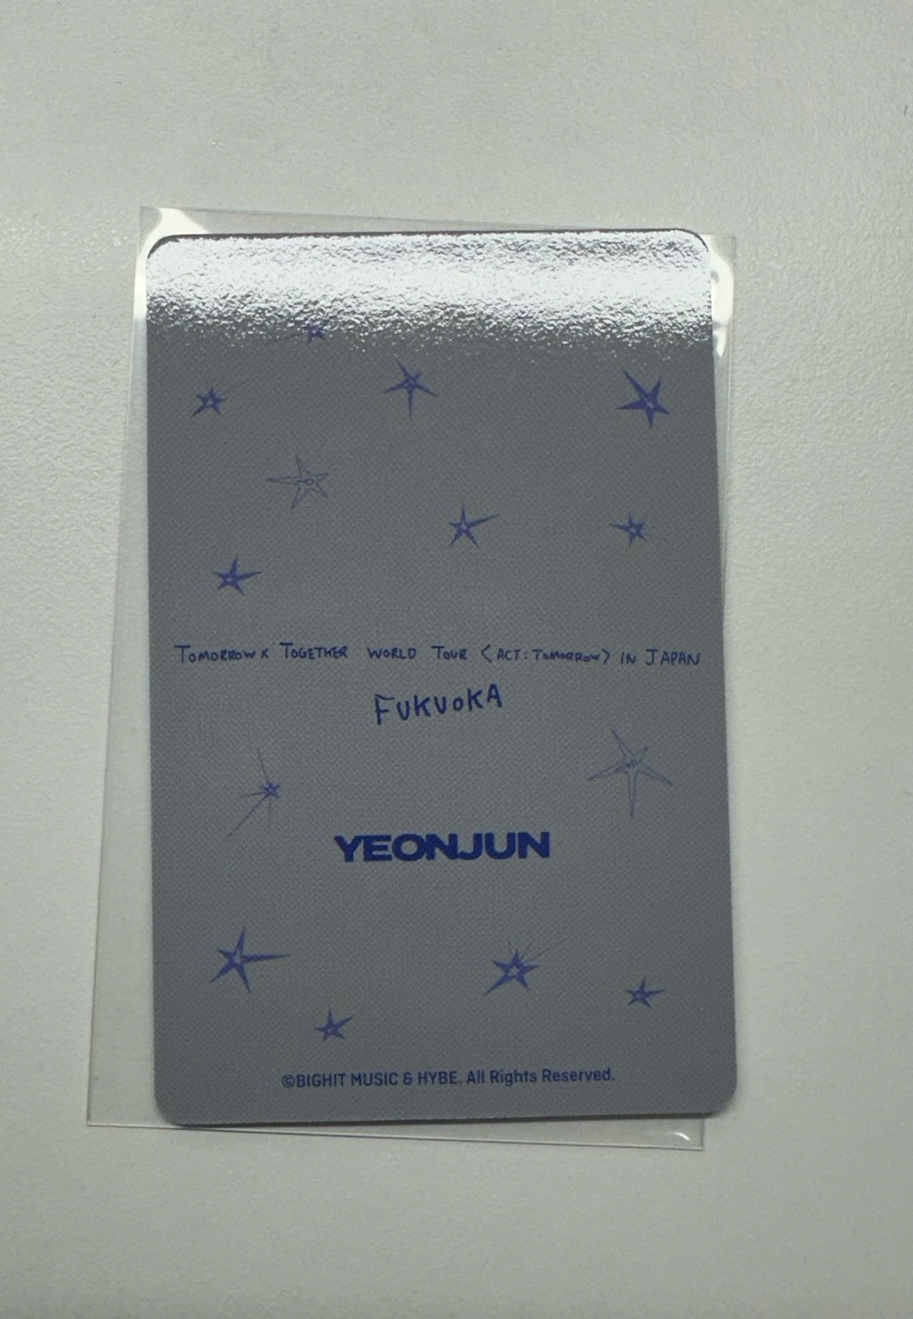 TOMORROW X TOGETHER WORLD TOUR <ACT : TOMORROW> IN JAPAN
FUKUOKA
YEONJUN
©BIGHIT MUSIC & HYBE. All Rights Reserved.